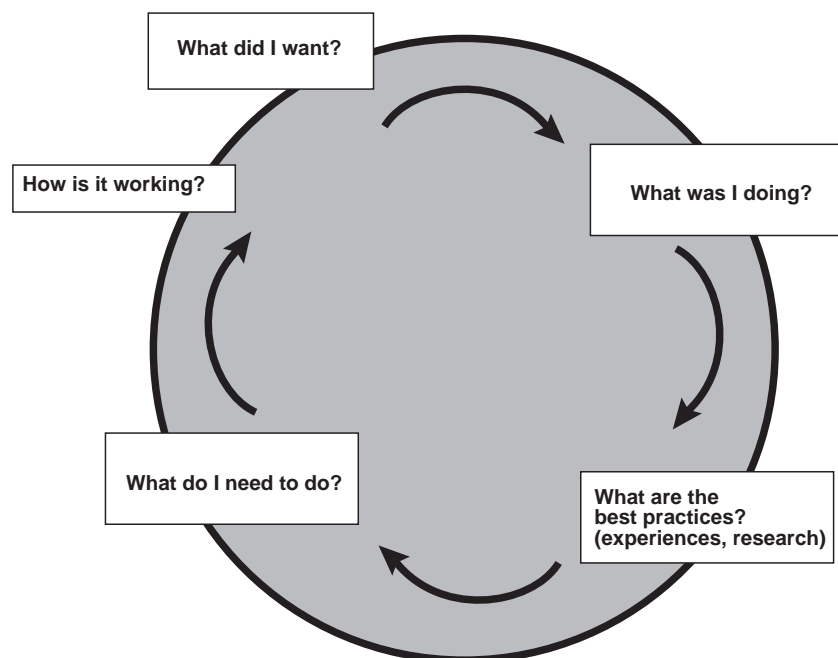 What did I want?
What was I doing?
What are the
best practices?
(experiences, research)
What do I need to do?
How is it working?